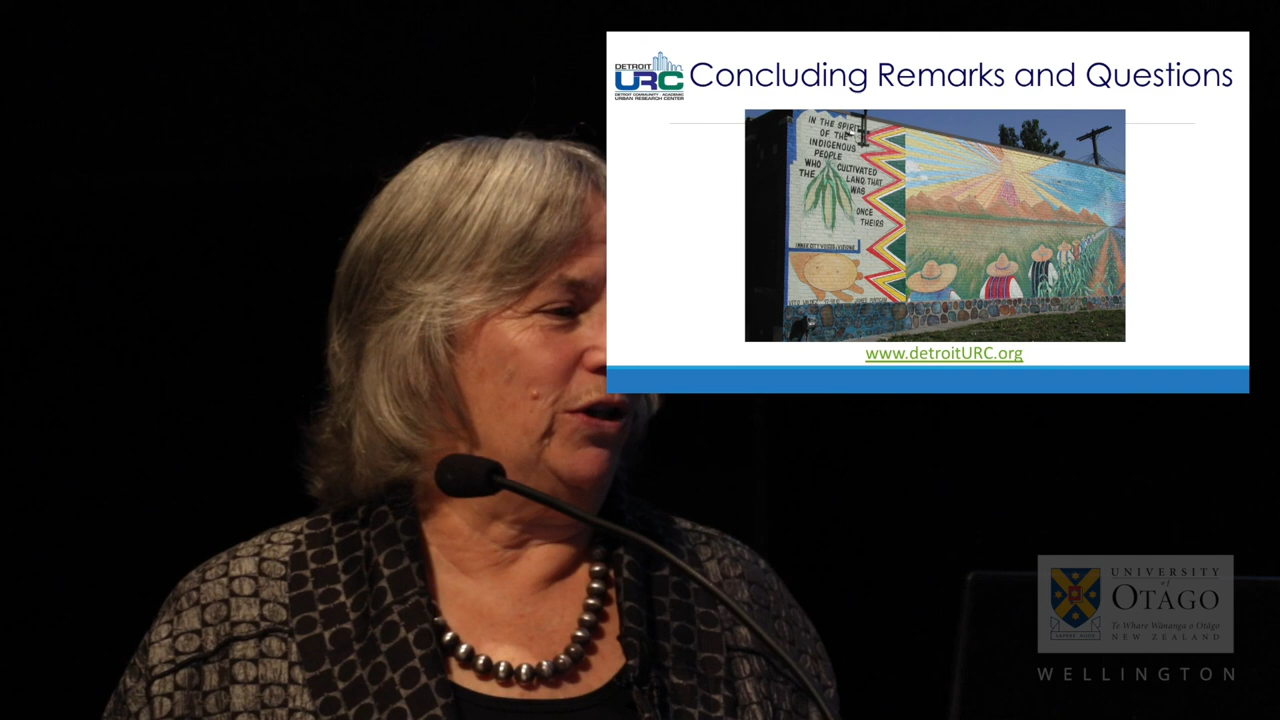 DETROIT
URC
DETROIT COMMUNITY - ACADEMIC
URBAN RESEARCH CENTER
Concluding Remarks and Questions
IN THE SPIRIT
OF THE
INDIGENOUS
PEOPLE
WHO CULTIVATED
THE LAND THAT
WAS
ONCE
THEIRS
www.detroitURC.org
UNIVERSITY
of
OTAGO
Te Whare Wānanga o Otāgo
NEW ZEALAND
SAPERE AUDE
WELLINGTON